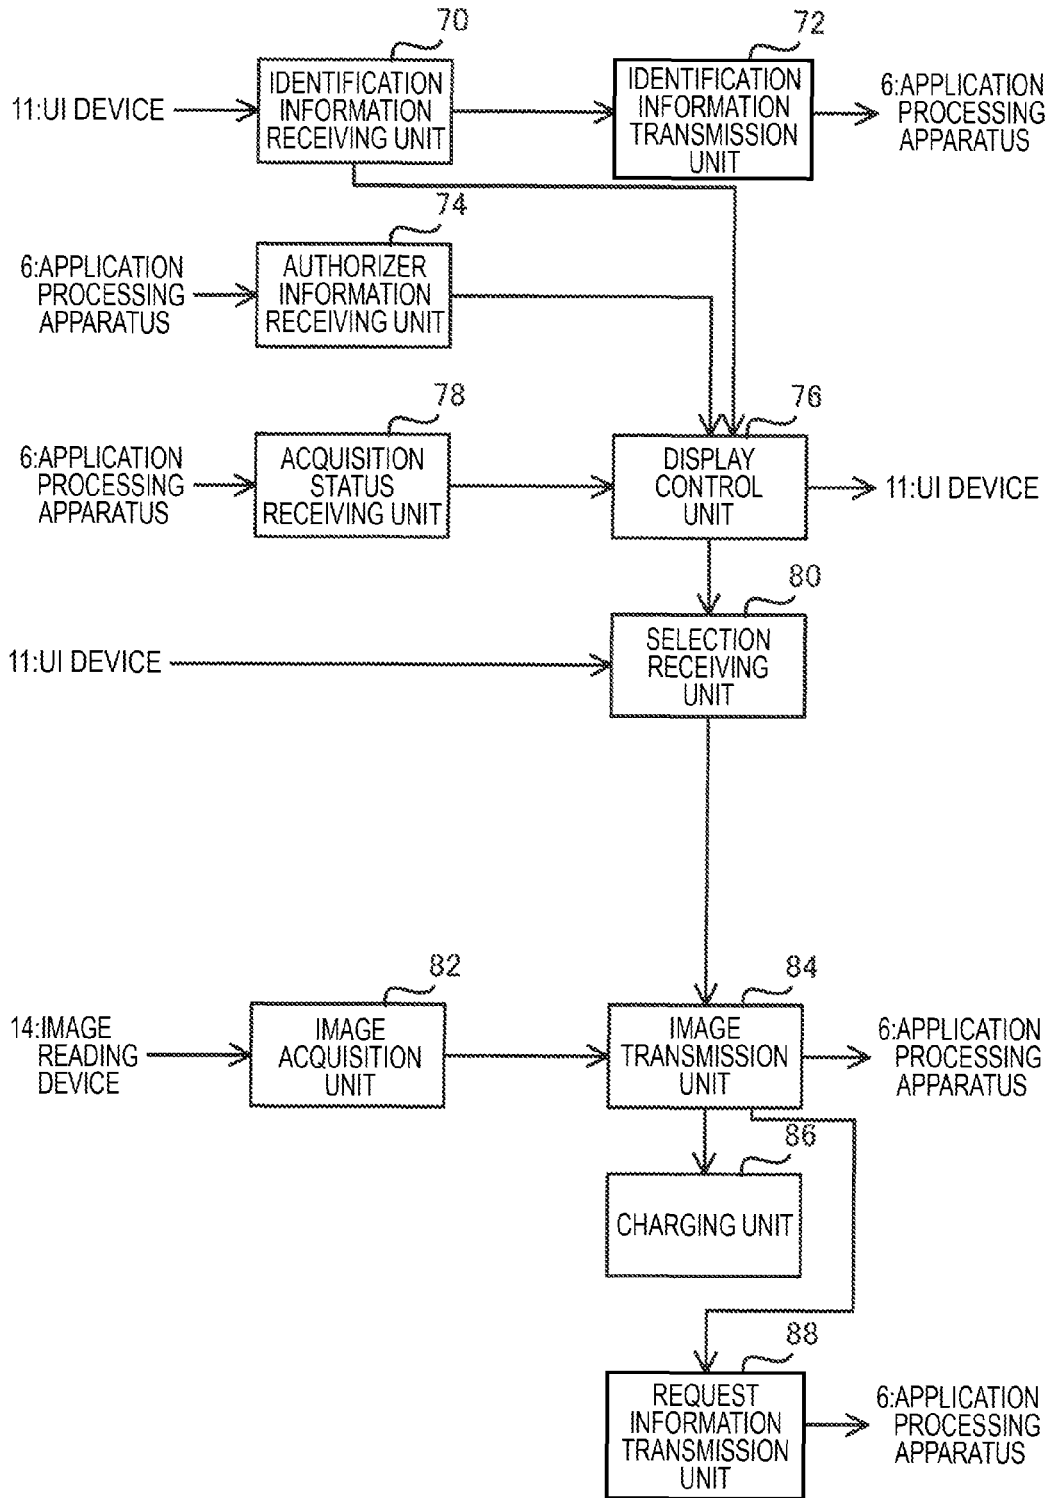 70
72
11:UI DEVICE
IDENTIFICATION
INFORMATION
RECEIVING UNIT
IDENTIFICATION
INFORMATION
TRANSMISSION
UNIT
6:APPLICATION
PROCESSING
APPARATUS
74
6:APPLICATION
PROCESSING
APPARATUS
AUTHORIZER
INFORMATION
RECEIVING UNIT
78
76
6:APPLICATION
PROCESSING
APPARATUS
ACQUISITION
STATUS
RECEIVING UNIT
DISPLAY
CONTROL
UNIT
11:UI DEVICE
80
11:UI DEVICE
SELECTION
RECEIVING
UNIT
82
84
14:IMAGE
READING
DEVICE
IMAGE
ACQUISITION
UNIT
IMAGE
TRANSMISSION
UNIT
6:APPLICATION
PROCESSING
APPARATUS
86
CHARGING UNIT
88
REQUEST
INFORMATION
TRANSMISSION
UNIT
6:APPLICATION
PROCESSING
APPARATUS